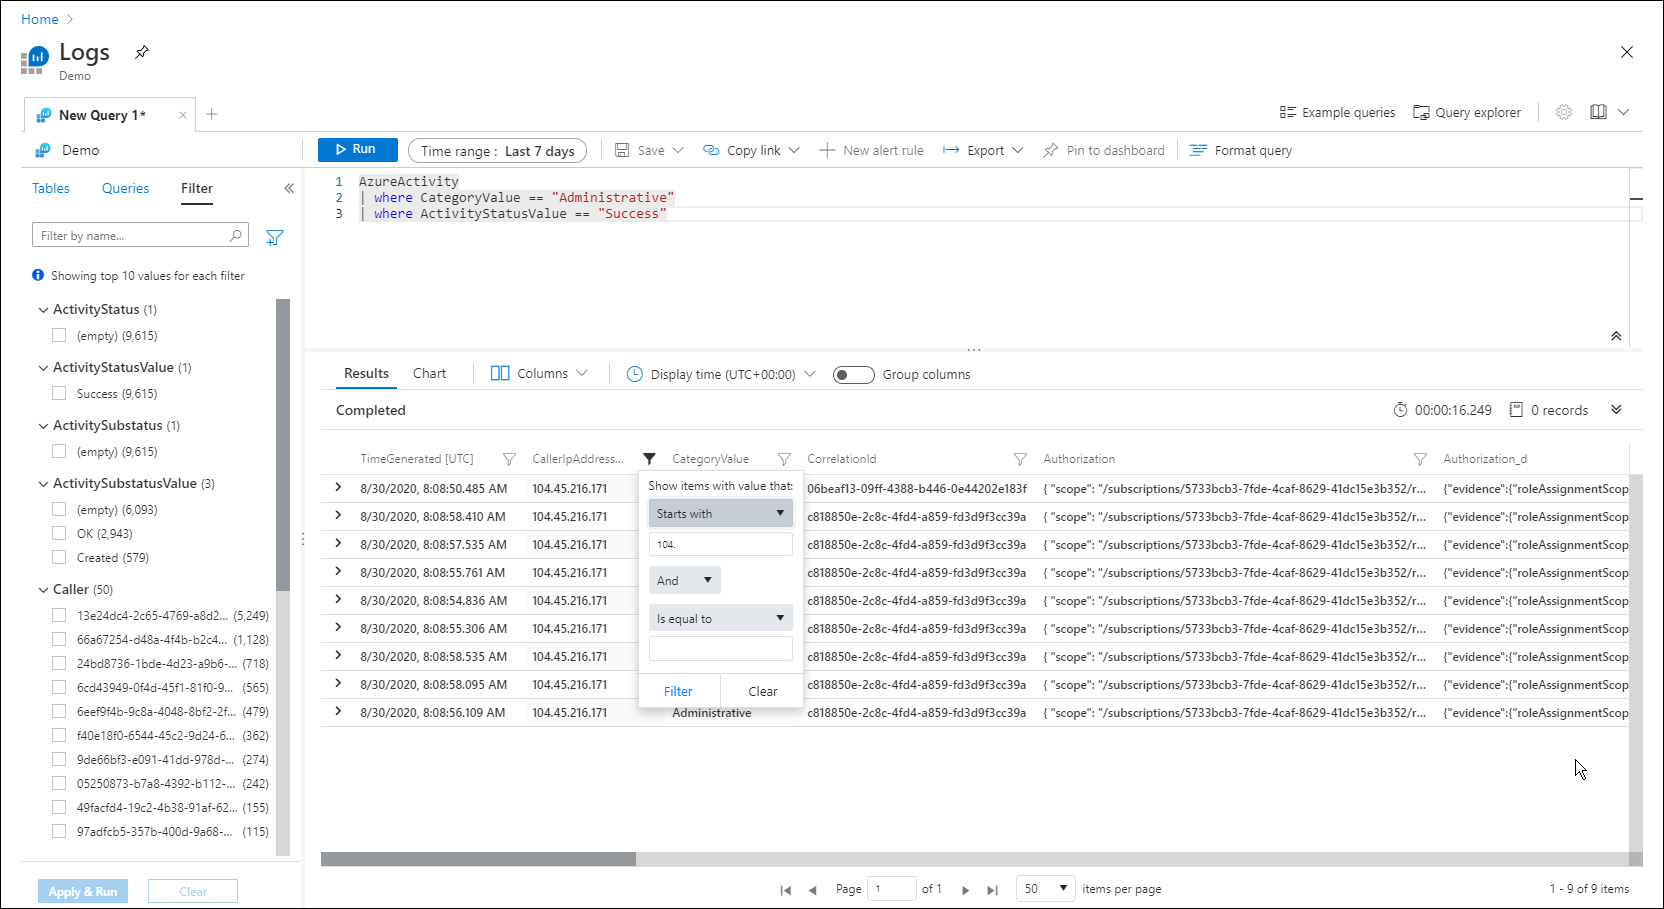 Home
Logs
Demo
New Query 1*
Example queries
Query explorer
Demo
Run
Time range : Last 7 days
Save
Copy link
New alert rule
Export
Pin to dashboard
Format query
Tables Queries Filter
Filter by name...
Showing top 10 values for each filter
ActivityStatus (1)
(empty) (9,615)
ActivityStatusValue (1)
Success (9,615)
ActivitySubstatus (1)
(empty) (9,615)
ActivitySubstatusValue (3)
(empty) (6,093)
OK (2,943)
Created (579)
Caller (50)
13e24dc4-2c65-4769-a8d2... (5,249)
66a67254-d48a-4f4b-b2c4... (1,128)
24bd8736-1bde-4d23-a9b6-... (718)
6cd43949-0f4d-45f1-81f0-9... (565)
6eef9f4b-9c8a-4048-8bf2-2f... (479)
f40e18f0-6544-45c2-9d24-6... (362)
9de66bf3-e091-41dd-978d-... (274)
05250873-b7a8-4392-b112-... (242)
49facfd4-19c2-4b38-91af-62... (155)
97adfcb5-357b-400d-9a68-... (115)
Apply & Run Clear
1 AzureActivity
2 | where CategoryValue == "Administrative"
3 | where ActivityStatusValue == "Success"
Results Chart Columns Display time (UTC+00:00) Group columns
Completed 00:00:16.249 0 records
TimeGenerated [UTC] CallerIpAddress... CategoryValue CorrelationId Authorization Authorization_d
8/30/2020, 8:08:50.485 AM 104.45.216.171 06beaf13-09ff-4388-b446-0e44202e183f { "scope": "/subscriptions/5733bcb3-7fde-4caf-8629-41dc15e3b352/r... {"evidence":{"roleAssignmentScop
8/30/2020, 8:08:58.410 AM 104.45.216.171 c818850e-2c8c-4fd4-a859-fd3d9f3cc39a { "scope": "/subscriptions/5733bcb3-7fde-4caf-8629-41dc15e3b352/r... {"evidence":{"roleAssignmentScop
8/30/2020, 8:08:57.535 AM 104.45.216.171 c818850e-2c8c-4fd4-a859-fd3d9f3cc39a { "scope": "/subscriptions/5733bcb3-7fde-4caf-8629-41dc15e3b352/r... {"evidence":{"roleAssignmentScop
8/30/2020, 8:08:55.761 AM 104.45.216.171 c818850e-2c8c-4fd4-a859-fd3d9f3cc39a { "scope": "/subscriptions/5733bcb3-7fde-4caf-8629-41dc15e3b352/r... {"evidence":{"roleAssignmentScop
8/30/2020, 8:08:54.836 AM 104.45.216.171 c818850e-2c8c-4fd4-a859-fd3d9f3cc39a { "scope": "/subscriptions/5733bcb3-7fde-4caf-8629-41dc15e3b352/r... {"evidence":{"roleAssignmentScop
8/30/2020, 8:08:55.306 AM 104.45.216.171 c818850e-2c8c-4fd4-a859-fd3d9f3cc39a { "scope": "/subscriptions/5733bcb3-7fde-4caf-8629-41dc15e3b352/r... {"evidence":{"roleAssignmentScop
8/30/2020, 8:08:58.535 AM 104.45.216.171 c818850e-2c8c-4fd4-a859-fd3d9f3cc39a { "scope": "/subscriptions/5733bcb3-7fde-4caf-8629-41dc15e3b352/r... {"evidence":{"roleAssignmentScop
8/30/2020, 8:08:58.095 AM 104.45.216.171 c818850e-2c8c-4fd4-a859-fd3d9f3cc39a { "scope": "/subscriptions/5733bcb3-7fde-4caf-8629-41dc15e3b352/r... {"evidence":{"roleAssignmentScop
8/30/2020, 8:08:56.109 AM 104.45.216.171 Administrative c818850e-2c8c-4fd4-a859-fd3d9f3cc39a { "scope": "/subscriptions/5733bcb3-7fde-4caf-8629-41dc15e3b352/r... {"evidence":{"roleAssignmentScop
Show items with value that:
Starts with
104.
And
Is equal to
Filter Clear
Page 1 of 1 50 items per page 1 - 9 of 9 items